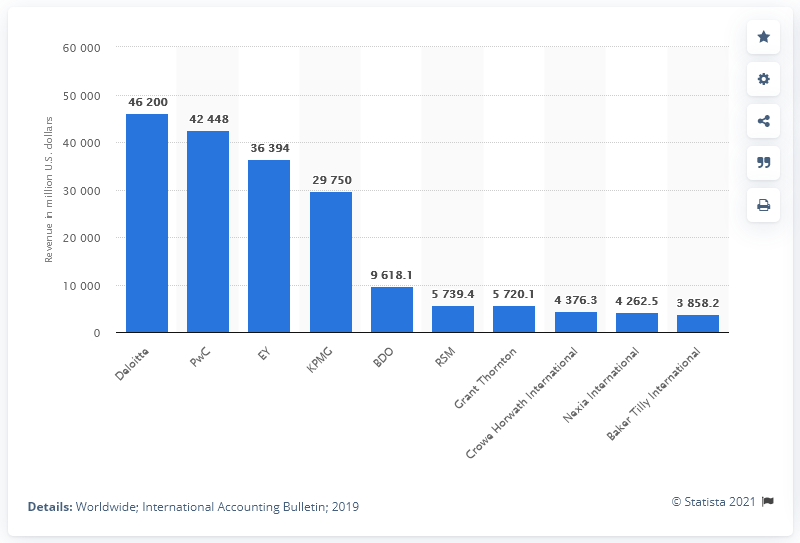 60 000
50 000
40 000
30 000
20 000
10 000
0
Revenue in million U.S. dollars
46 200
42 448
36 394
29 750
9 618.1
5 739.4
5 720.1
4 376.3
4 262.5
3 858.2
Deloitte
PwC
EY
KPMG
BDO
RSM
Grant Thornton
Crowe Horwath International
Nexia International
Baker Tilly International
Details: Worldwide; International Accounting Bulletin; 2019
© Statista 2021